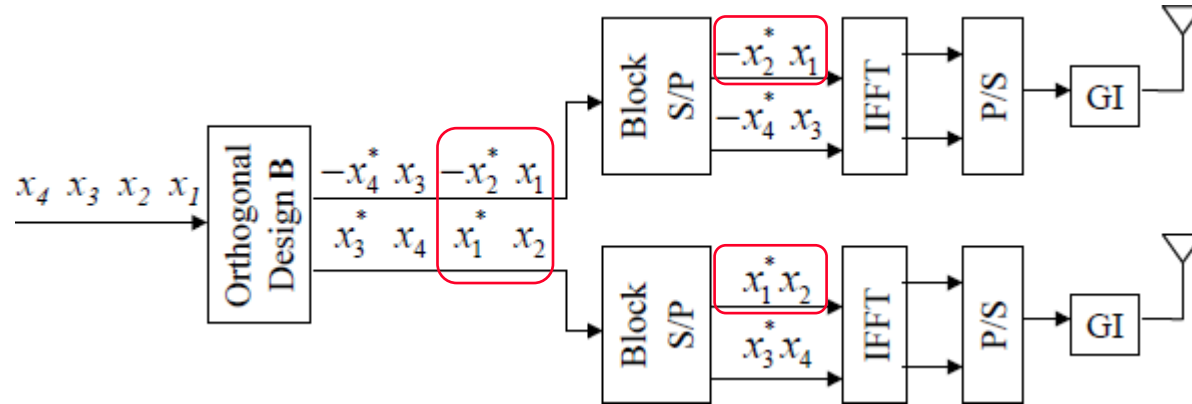 x₄ x₃ x₂ x₁
Orthogonal
Design B
−x₄* x₃ −x₂* x₁
x₃* x₄ x₁* x₂
Block
S/P
−x₂* x₁
−x₄* x₃
IFFT
P/S
GI
Block
S/P
x₁* x₂
x₃* x₄
IFFT
P/S
GI